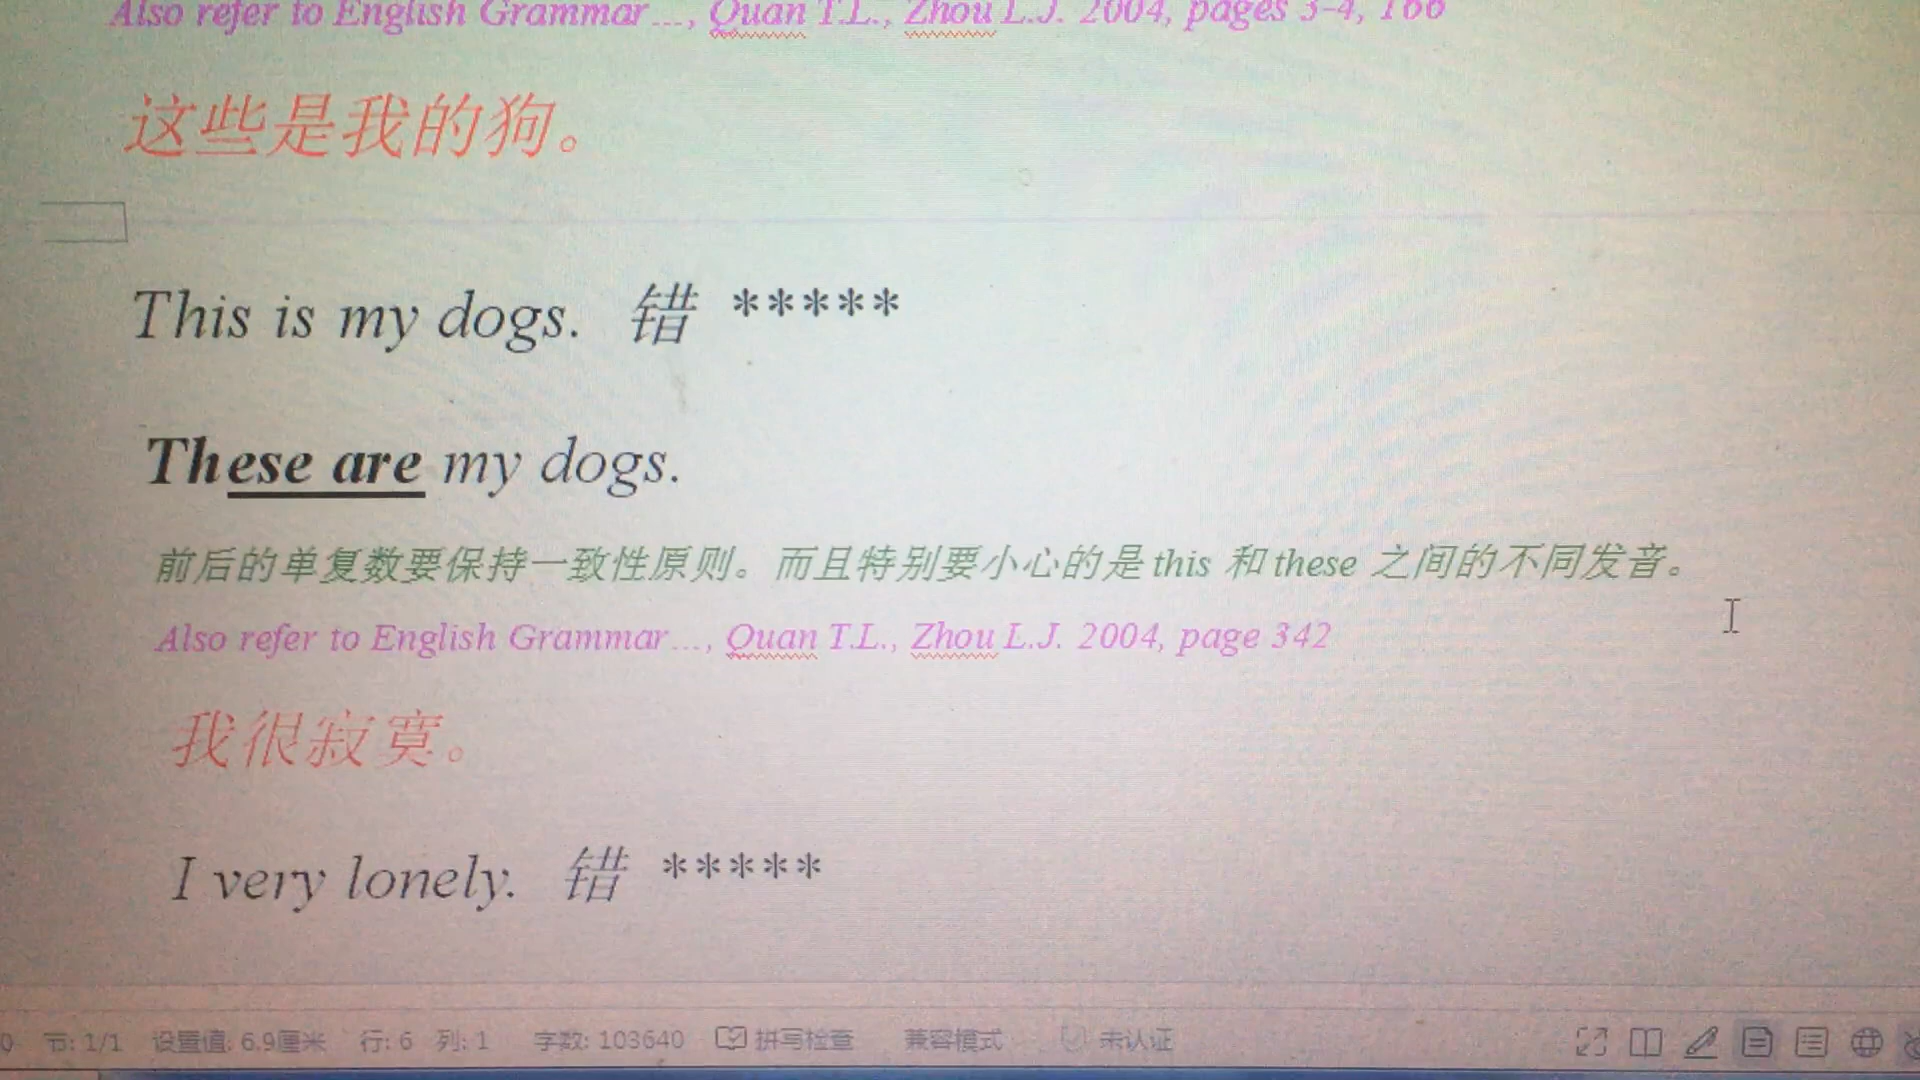 Also refer to English Grammar…, Quan T.L., Zhou L.J. 2004, pages 3-4, 166
这些是我的狗。
This is my dogs. 错 *****
These are my dogs.
前后的单复数要保持一致性原则。而且特别要小心的是 this 和 these 之间的不同发音。
Also refer to English Grammar…, Quan T.L., Zhou L.J. 2004, page 342
我很寂寞。
I very lonely. 错 *****
节: 1/1 设置值: 6.9厘米 行: 6 列: 1 字数: 103640 拼写检查 兼容模式 未认证